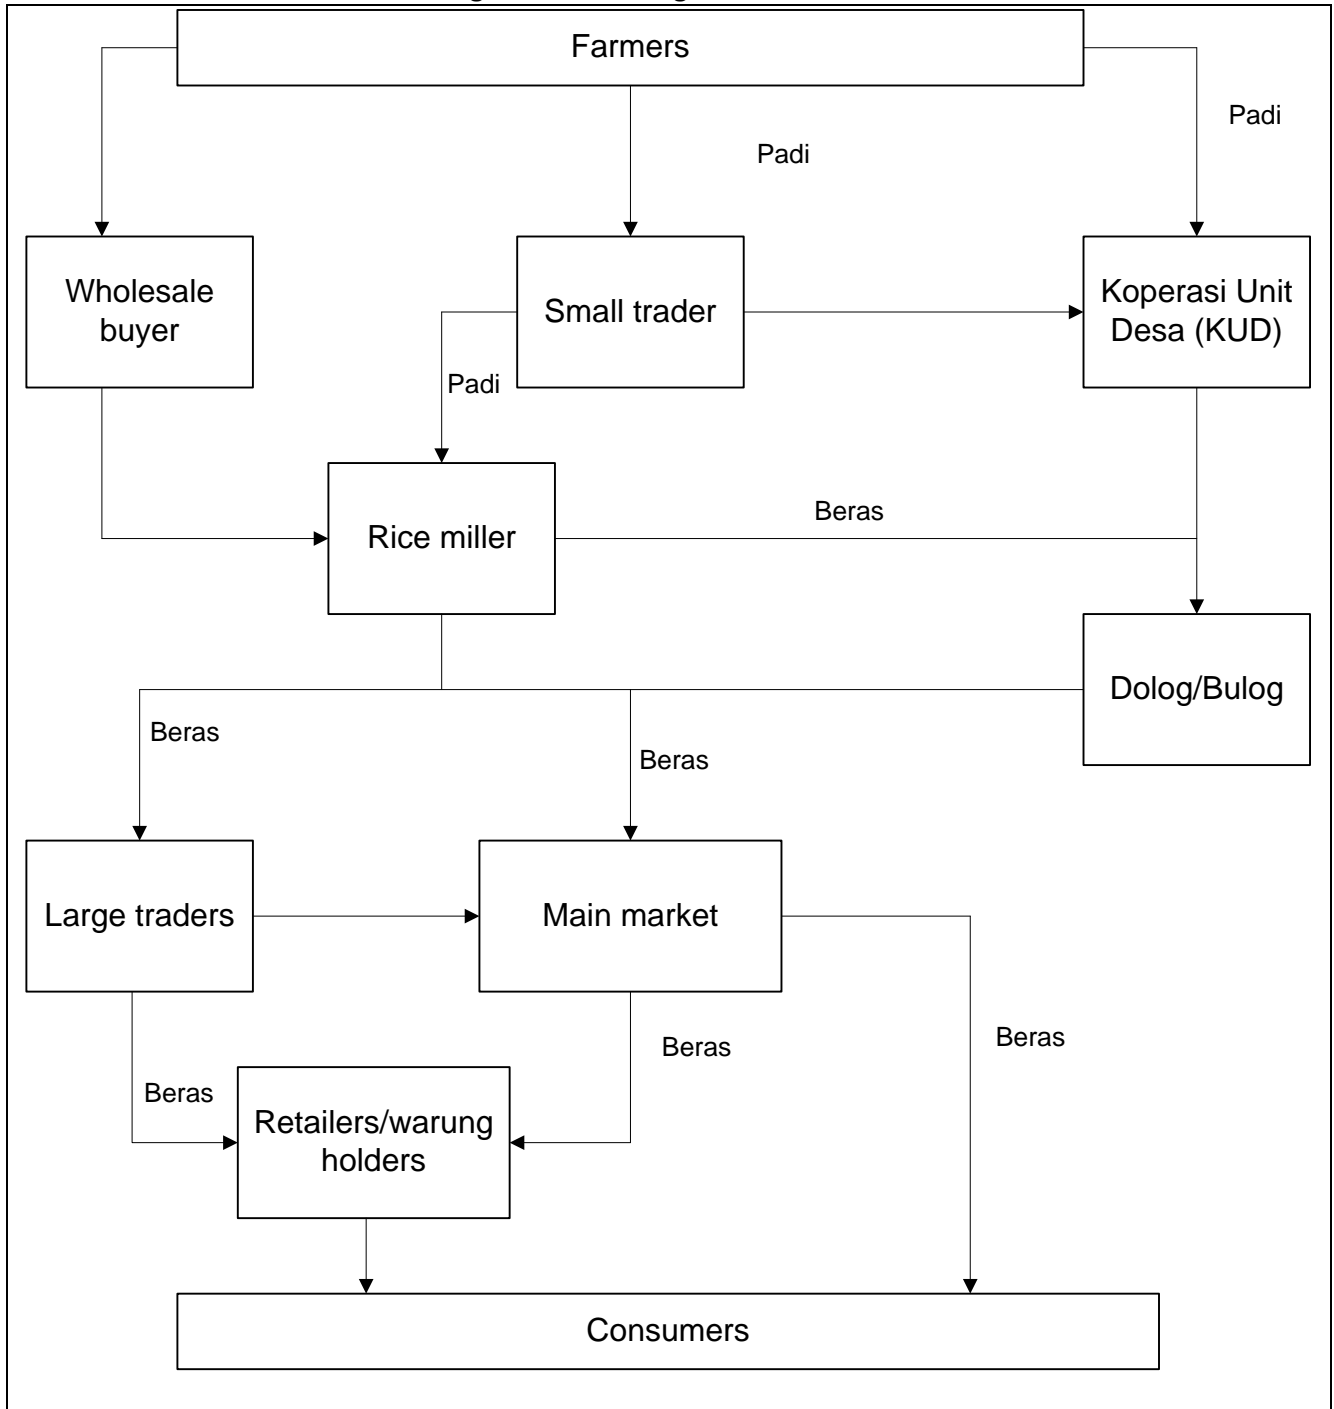 Farmers
Padi
Padi
Wholesale
buyer
Small trader
Koperasi Unit
Desa (KUD)
Padi
Rice miller
Beras
Dolog/Bulog
Beras
Beras
Large traders
Main market
Beras
Beras
Beras
Retailers/warung
holders
Consumers